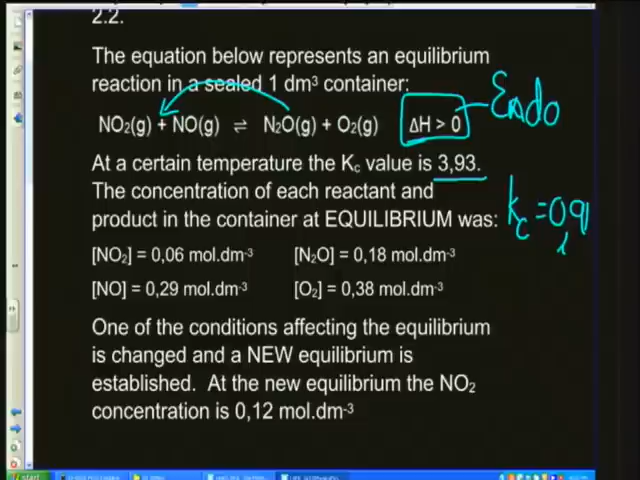 2.2.
The equation below represents an equilibrium
reaction in a sealed 1 dm³ container:
NO₂(g) + NO(g) ⇌ N₂O(g) + O₂(g) ΔH > 0 Endo
At a certain temperature the Kc value is 3,93.
The concentration of each reactant and
product in the container at EQUILIBRIUM was:
kc = 0,91
[NO₂] = 0,06 mol.dm⁻³ [N₂O] = 0,18 mol.dm⁻³
[NO] = 0,29 mol.dm⁻³ [O₂] = 0,38 mol.dm⁻³
One of the conditions affecting the equilibrium
is changed and a NEW equilibrium is
established. At the new equilibrium the NO₂
concentration is 0,12 mol.dm⁻³
start